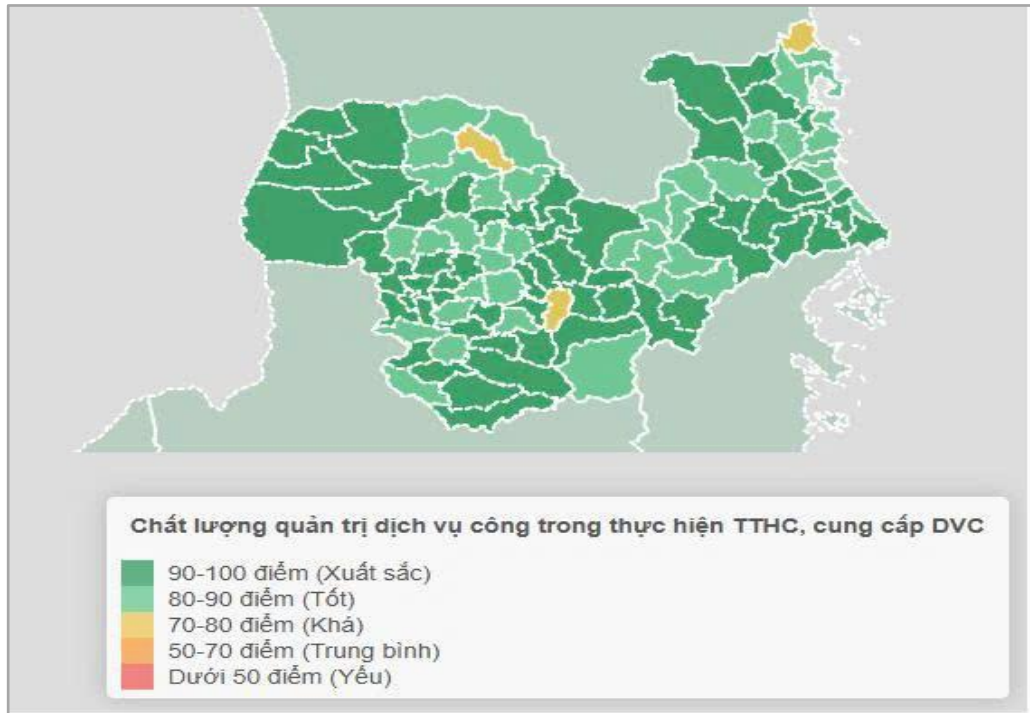 Chất lượng quản trị dịch vụ công trong thực hiện TTHC, cung cấp DVC
90-100 điểm (Xuất sắc)
80-90 điểm (Tốt)
70-80 điểm (Khá)
50-70 điểm (Trung bình)
Dưới 50 điểm (Yếu)